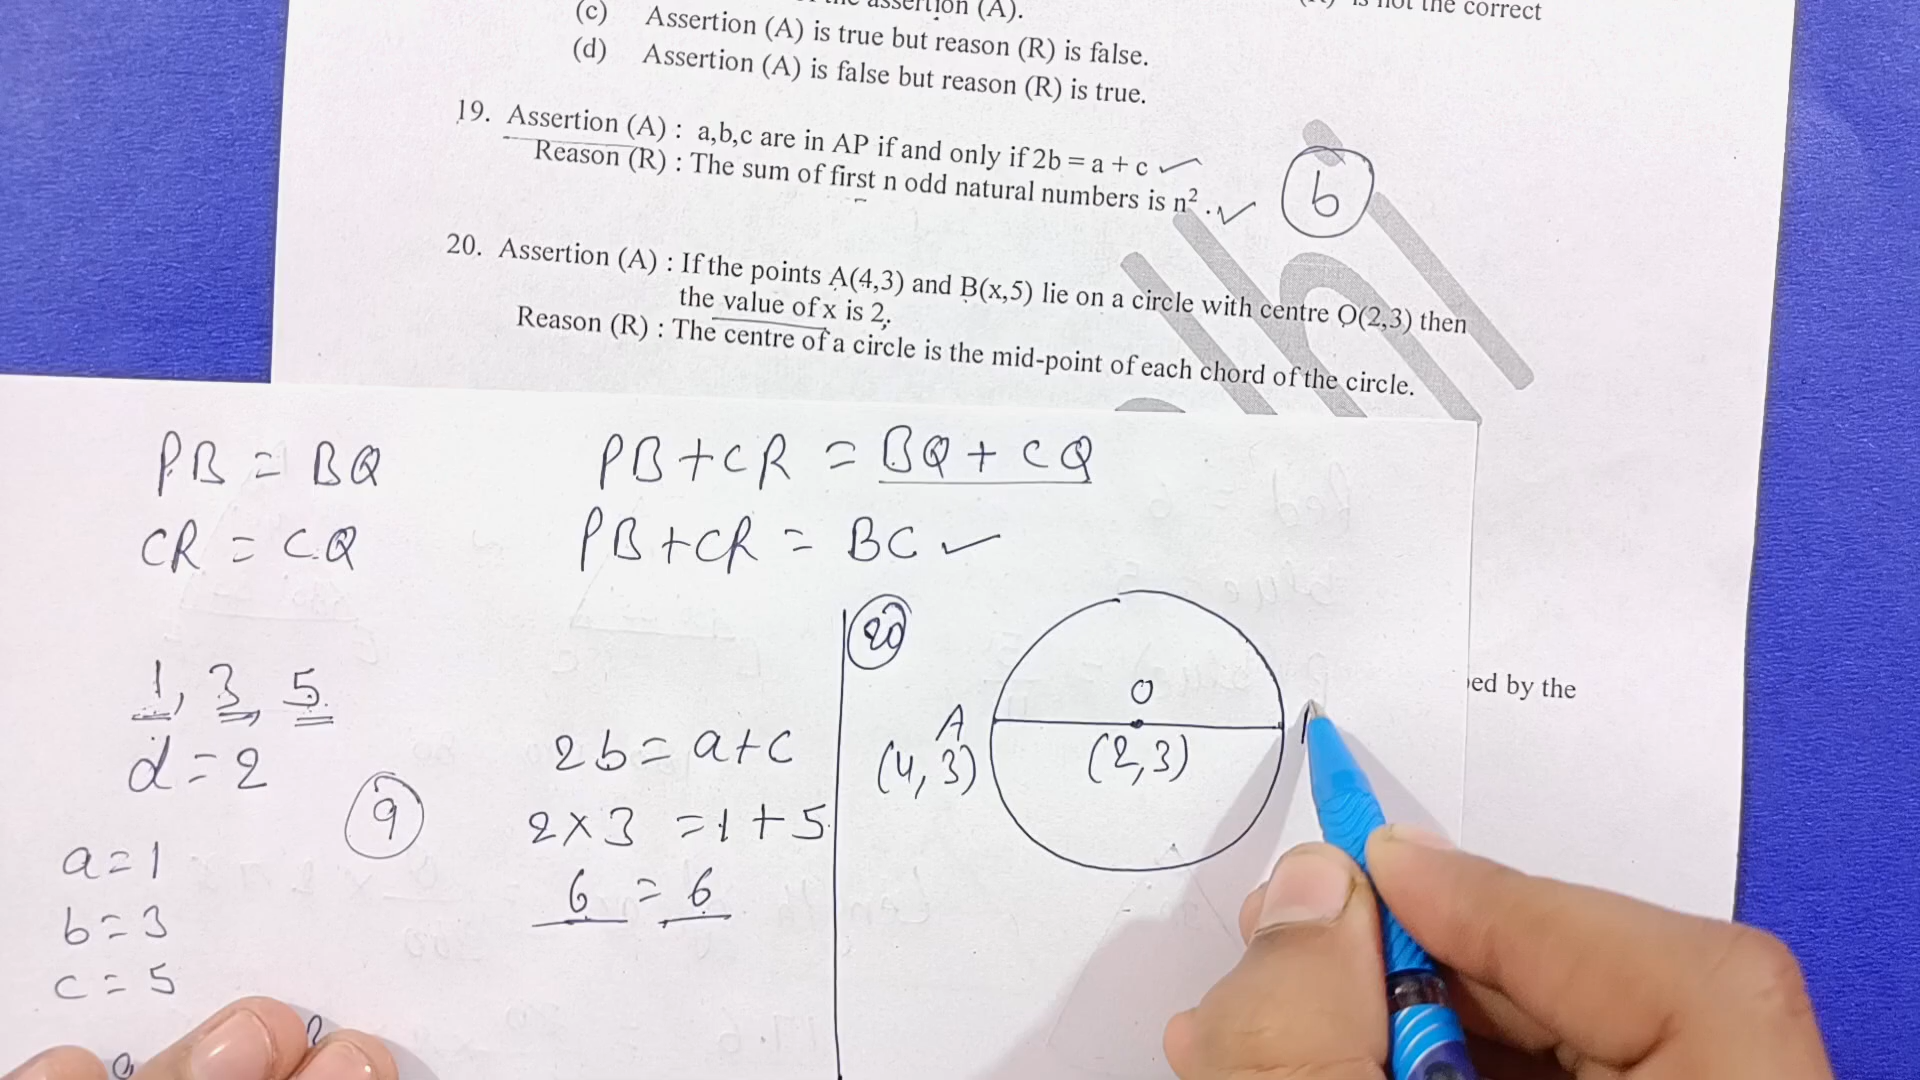 assertion (A).
is not the correct
(c) Assertion (A) is true but reason (R) is false.
(d) Assertion (A) is false but reason (R) is true.
19. Assertion (A) : a,b,c are in AP if and only if 2b = a + c ✓
Reason (R) : The sum of first n odd natural numbers is n². ✓
b
20. Assertion (A) : If the points A(4,3) and B(x,5) lie on a circle with centre O(2,3) then
the value of x is 2.
Reason (R) : The centre of a circle is the mid-point of each chord of the circle.
PB = BQ
CR = CQ
PB + CR = BQ + CQ
PB + CR = BC ✓
1, 3, 5
d = 2
9
a = 1
b = 3
c = 5
2b = a + c
2 × 3 = 1 + 5
6 = 6
20
O
A
(4, 3)
(2,3)
by the